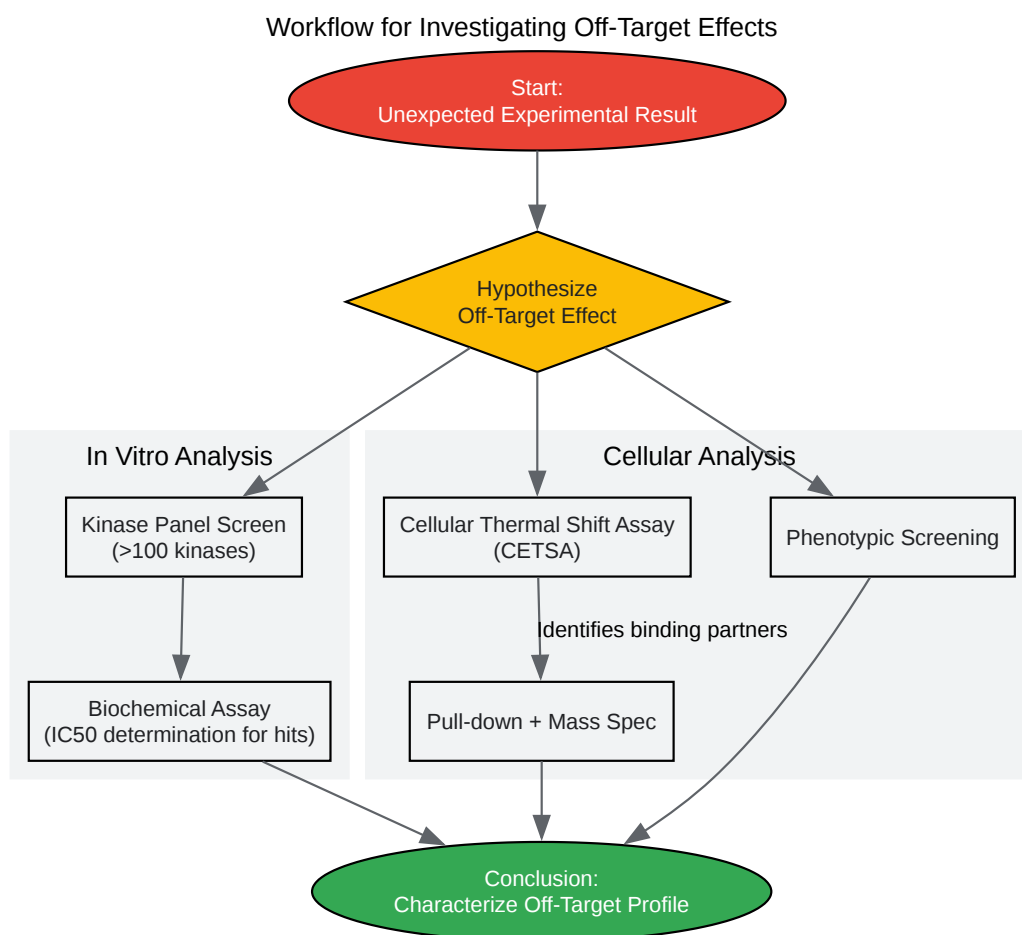 Workflow for Investigating Off-Target Effects
Start:
Unexpected Experimental Result
Hypothesize
Off-Target Effect
In Vitro Analysis
Cellular Analysis
Kinase Panel Screen
(>100 kinases)
Cellular Thermal Shift Assay
(CETSA)
Phenotypic Screening
Identifies binding partners
Biochemical Assay
(IC50 determination for hits)
Pull-down + Mass Spec
Conclusion:
Characterize Off-Target Profile